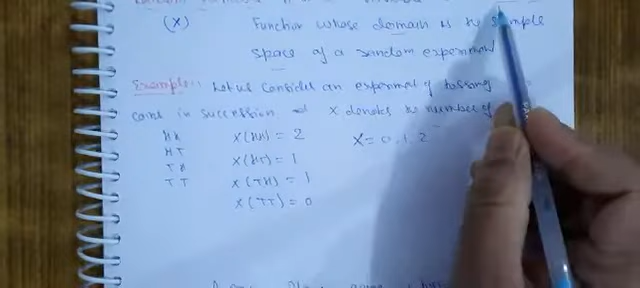 (X) Function whose domain is the sample
space of a random experiment
Example:- Let us consider an experiment of tossing
coins in succession X denotes the number of
HH X(HH) = 2 X = 0, 1, 2
HT X(HT) = 1
TH X(TH) = 1
TT X(TT) = 0